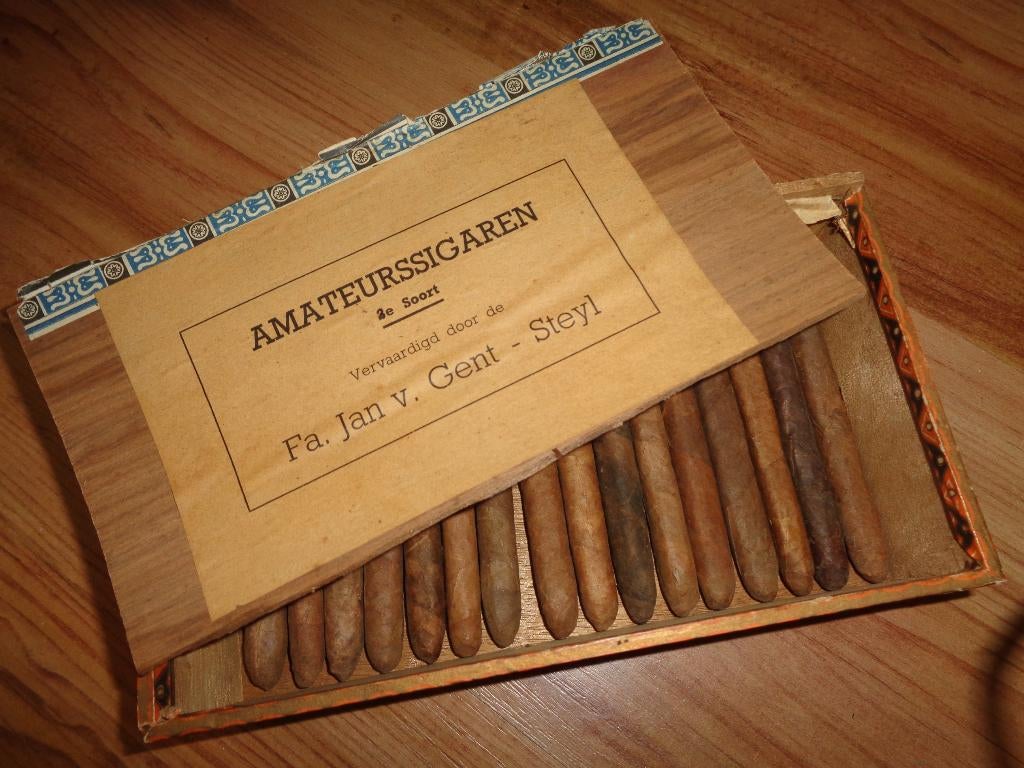 AMATEURSSIGAREN
2e Soort
Vervaardigd door de
Fa. Jan v. Gent - Steyl